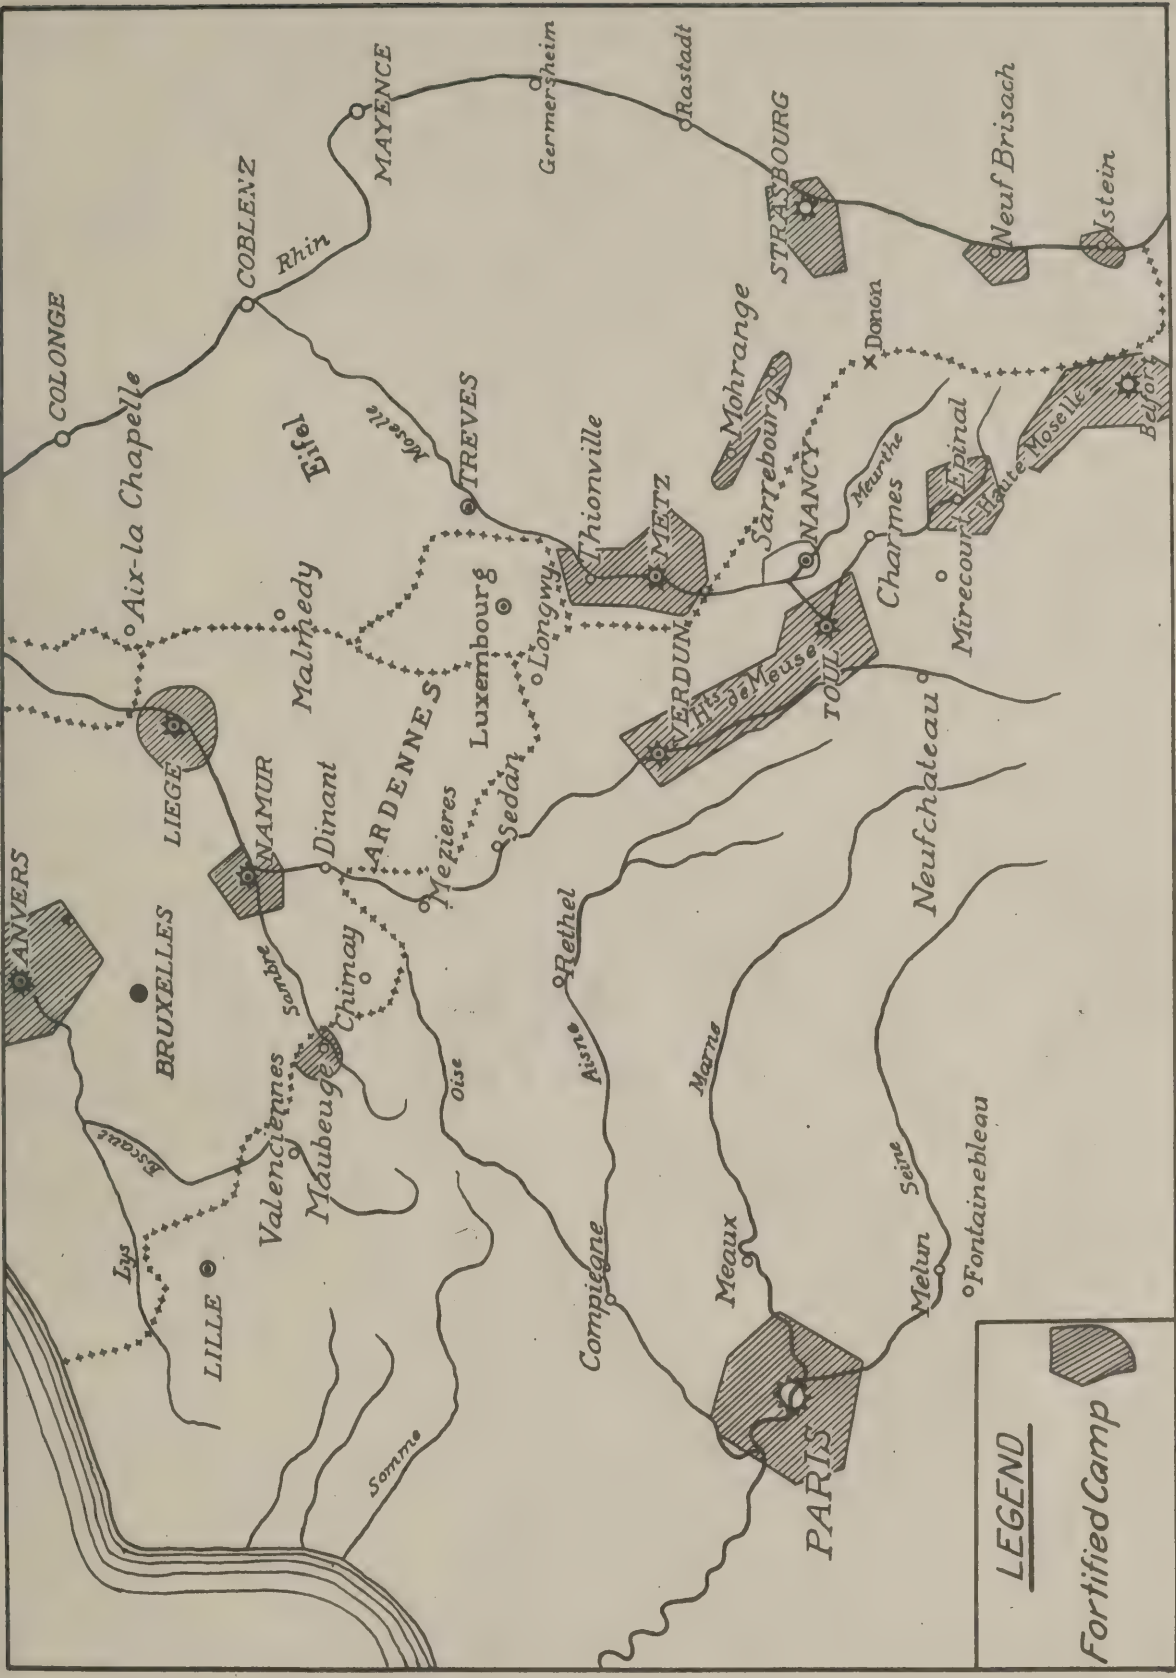 ANVERS
LIEGE
Aix-la Chapelle
COLONGE
BRUXELLES
NAMUR
Malmedy
COBLENZ
Rhin
MAYENCE
Lys
Escaut
LILLE
Valenciennes
Sambre
Maubeuge
Chimay
Dinant
ARDENNES
Eifel
Moselle
TREVES
Luxembourg
Longwy
Mezieres
Sedan
Somme
Oise
Aisne
Rethel
Compiegne
Thionville
METZ
VERDUN
Hts de Meuse
TOUL
Germersheim
Rastadt
Mohrange
Sarrebourg
STRASBOURG
NANCY
Meurthe
Donon
Marne
Meaux
PARIS
Seine
Melun
Fontainebleau
Neufchateau
Charmes
Mirecourt
Epinal
Haute-Moselle
Neuf Brisach
Istein
Belfort
LEGEND
Fortified Camp